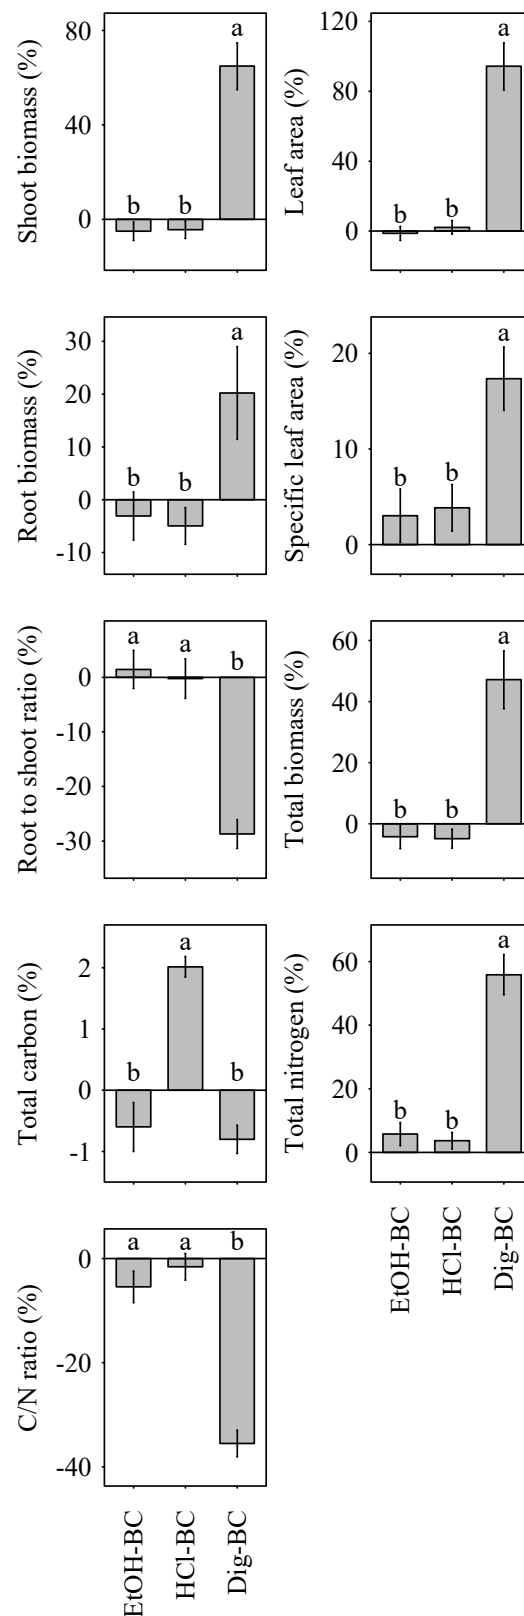 Shoot biomass (%)
80
40
0
b
b
a
Leaf area (%)
120
80
40
0
b
b
a
Root biomass (%)
30
20
10
0
-10
b
b
a
Specific leaf area (%)
20
10
0
b
b
a
Root to shoot ratio (%)
0
-10
-20
-30
a
a
b
Total biomass (%)
60
40
20
0
b
b
a
Total carbon (%)
2
1
0
-1
b
a
b
Total nitrogen (%)
60
40
20
0
b
b
a
EtOH-BC
HCl-BC
Dig-BC
C/N ratio (%)
0
-20
-40
a
a
b
EtOH-BC
HCl-BC
Dig-BC